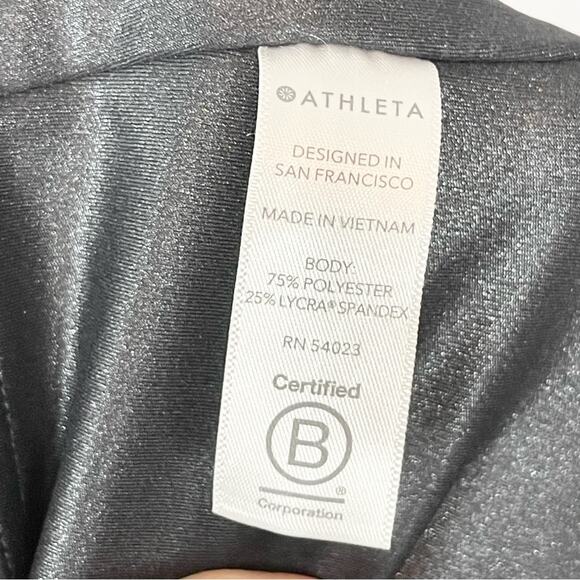 ATHLETA
DESIGNED IN
SAN FRANCISCO
MADE IN VIETNAM
BODY:
75% POLYESTER
25% LYCRA® SPANDEX
RN 54023
Certified
B
®
Corporation